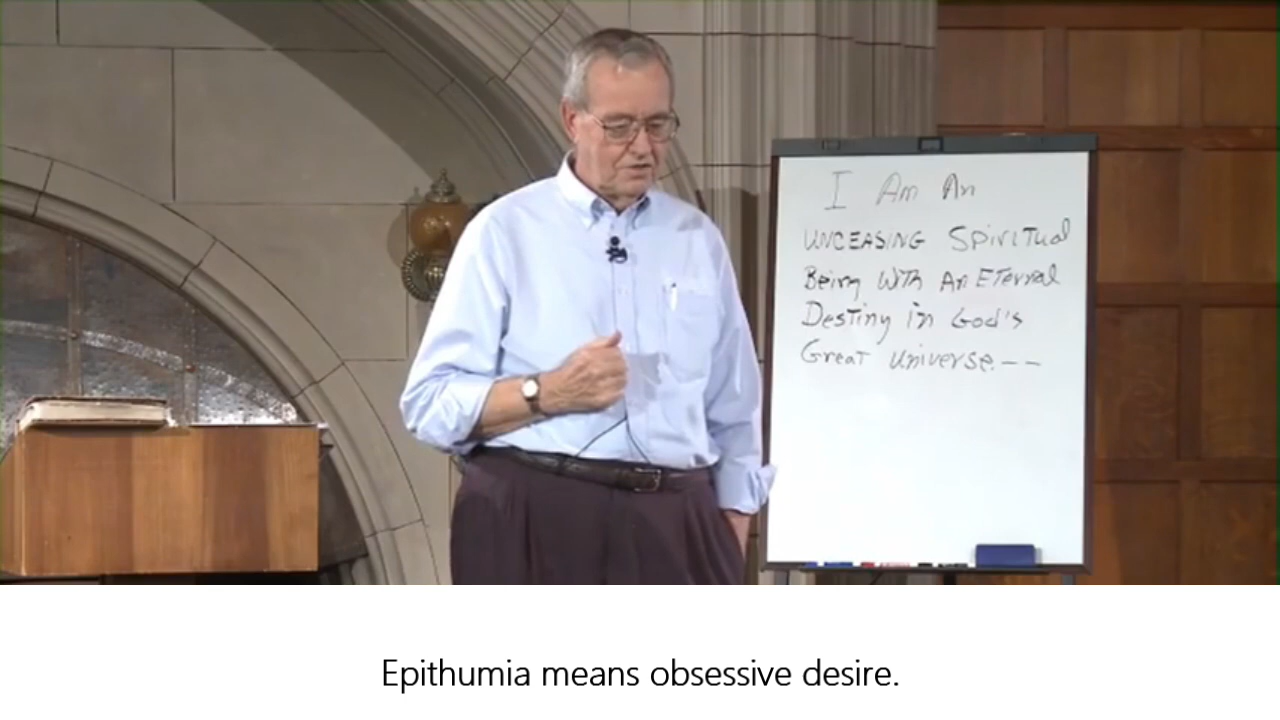 I Am An
UNCEASING Spiritual
Being With An Eternal
Destiny in God's
Great Universe.--
Epithumia means obsessive desire.